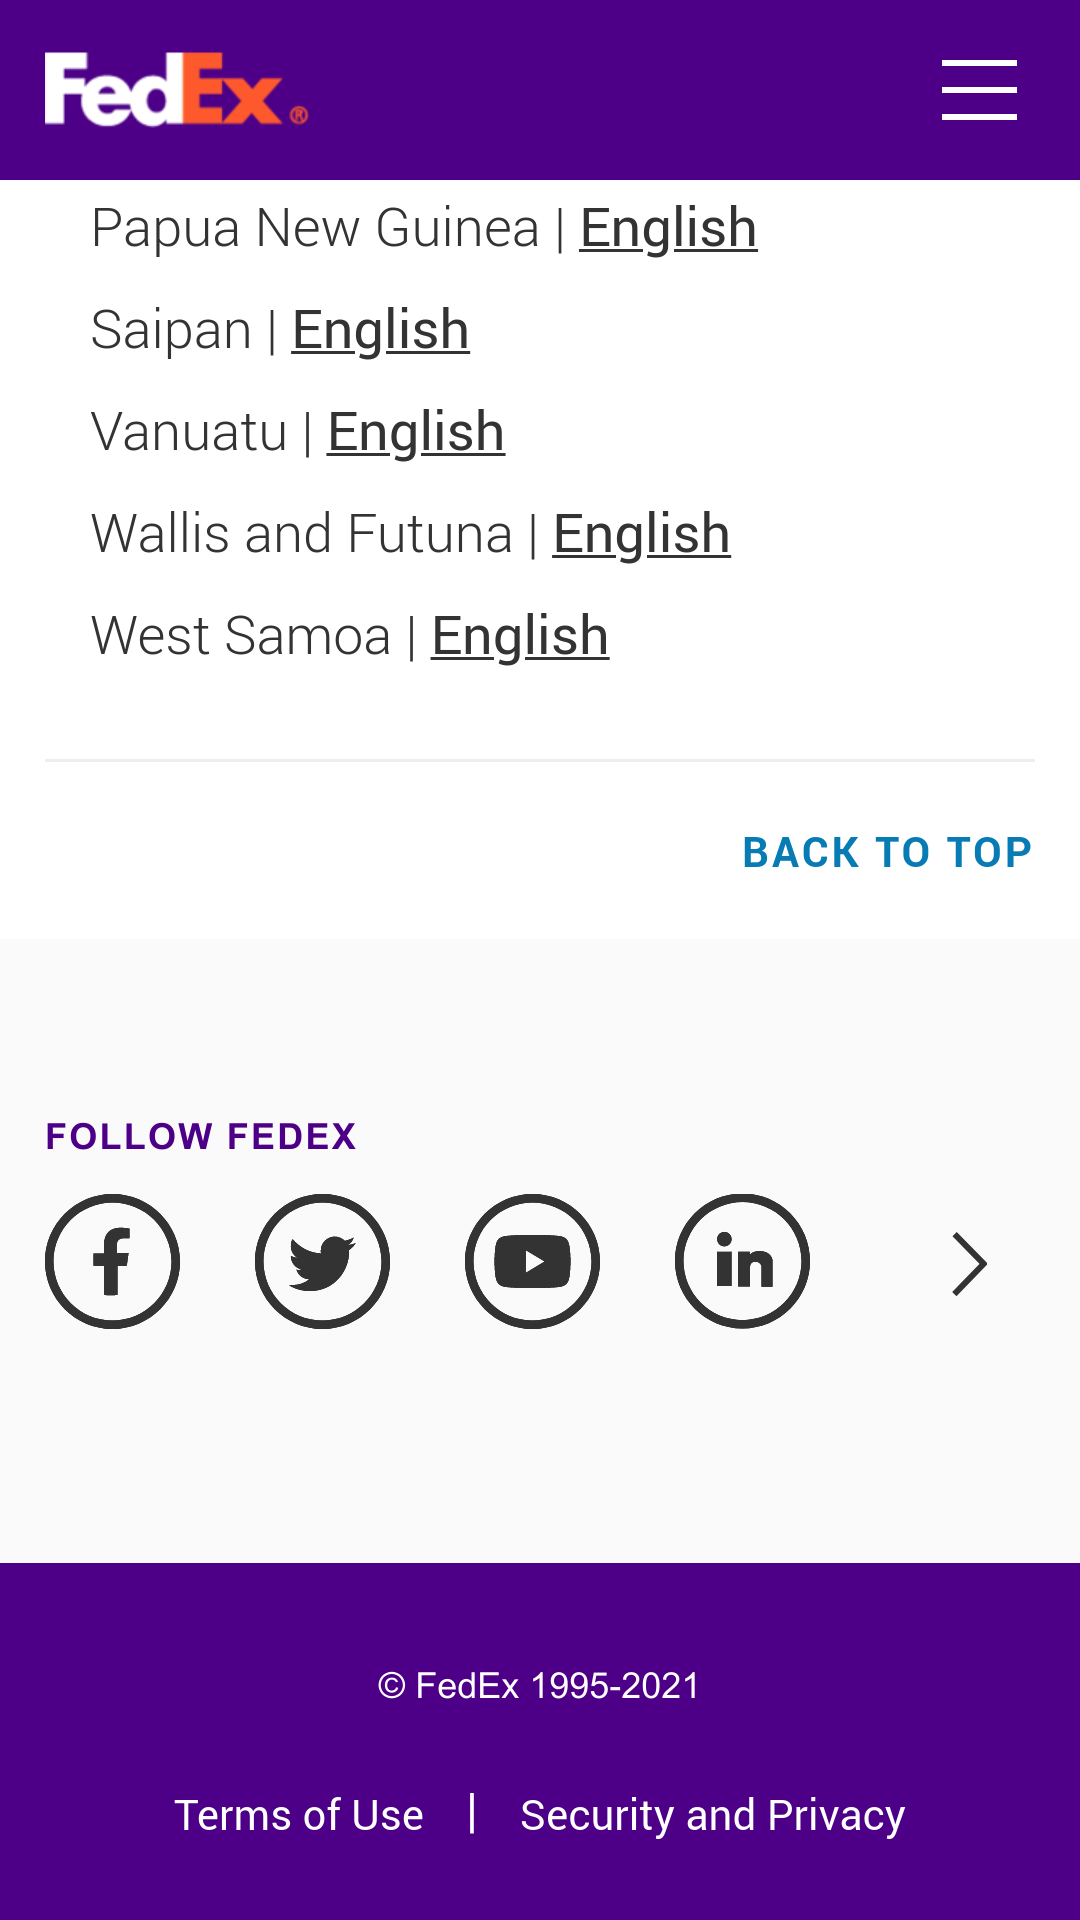 FedEx®
Papua New Guinea | English
Saipan | English
Vanuatu | English
Wallis and Futuna | English
West Samoa | English
BACK TO TOP
FOLLOW FEDEX
© FedEx 1995-2021
Terms of Use | Security and Privacy